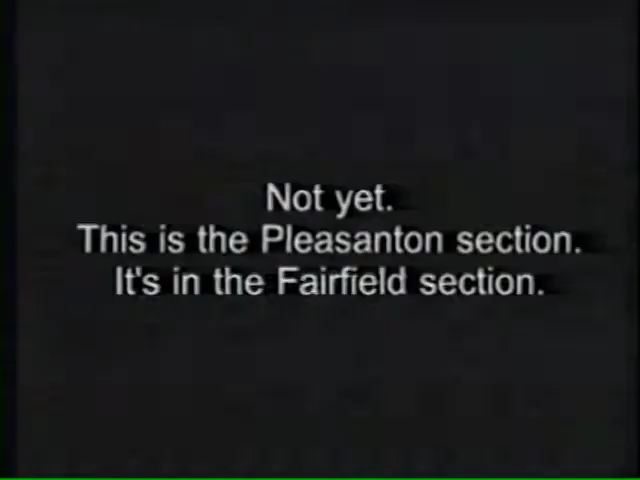 Not yet.
This is the Pleasanton section.
It's in the Fairfield section.